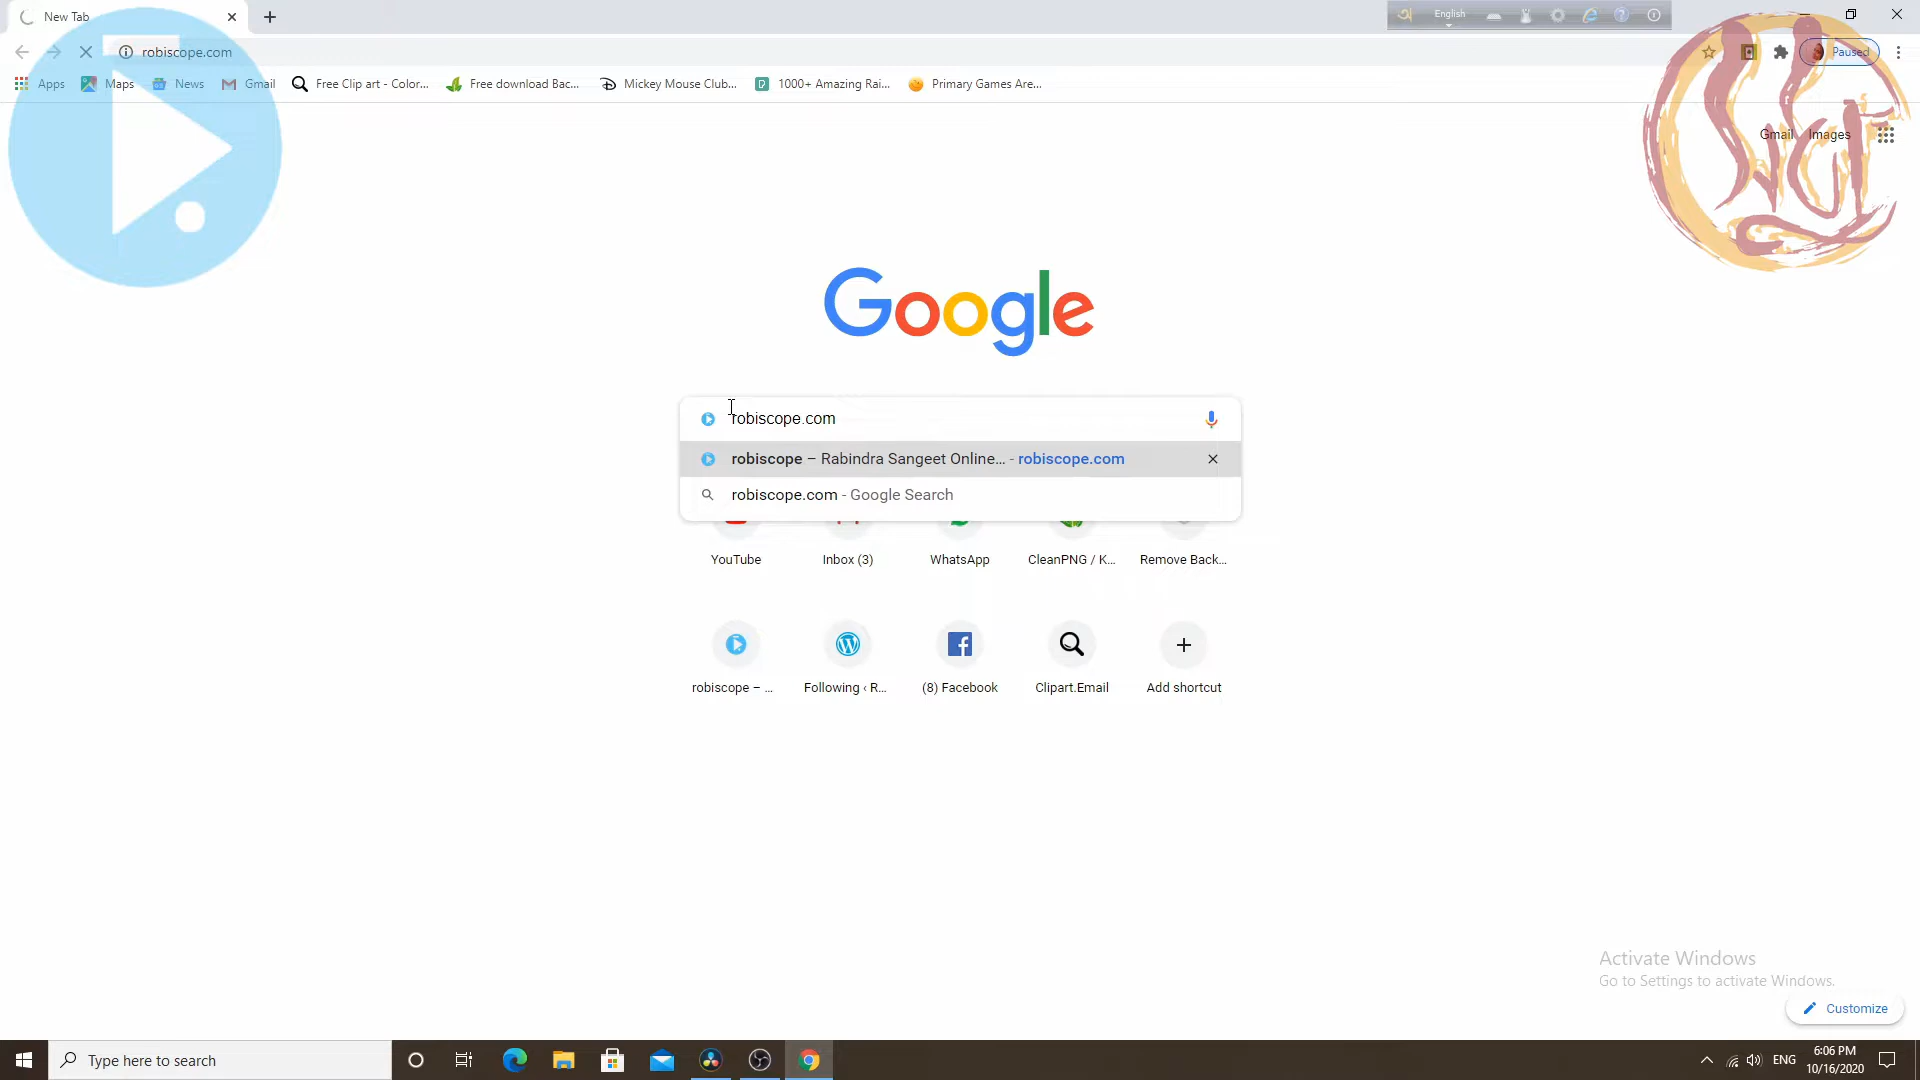 New Tab
English
robiscope.com
Paused
Apps Maps News Gmail Free Clip art - Color... Free download Bac... Mickey Mouse Club... 1000+ Amazing Rai... Primary Games Are...
Gmail Images
Google
robiscope.com
robiscope – Rabindra Sangeet Online... - robiscope.com
robiscope.com - Google Search
YouTube Inbox (3) WhatsApp CleanPNG / K... Remove Back...
robiscope – ... Following ‹ R... (8) Facebook Clipart.Email Add shortcut
Activate Windows
Go to Settings to activate Windows.
Customize
Type here to search
ENG
6:06 PM
10/16/2020